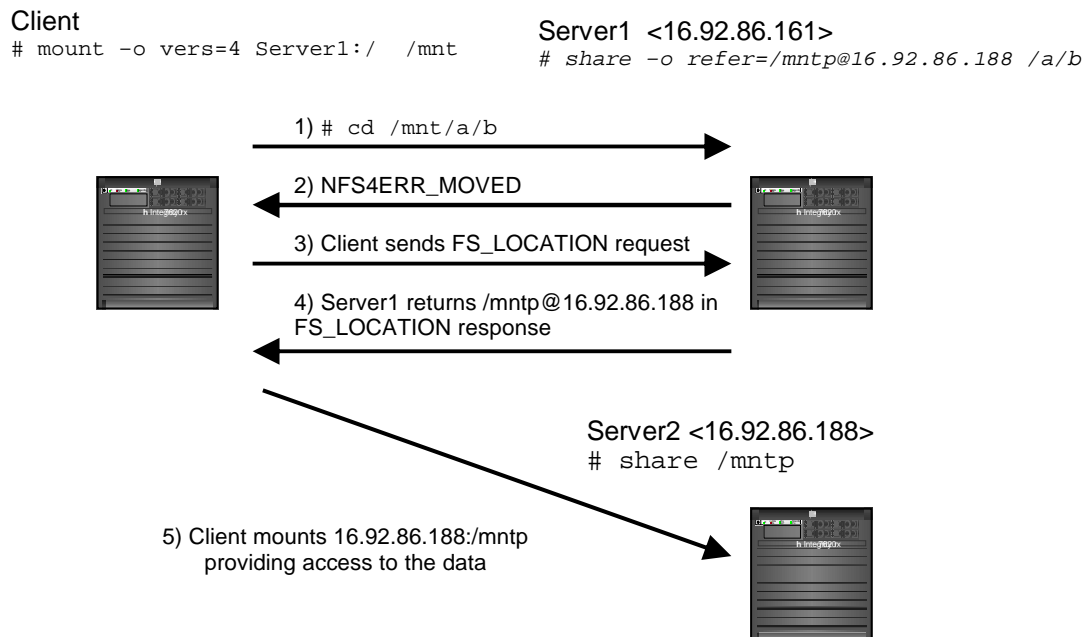 Client
# mount –o vers=4 Server1:/ /mnt
Server1 <16.92.86.161>
# share –o refer=/mntp@16.92.86.188 /a/b
1) # cd /mnt/a/b
2) NFS4ERR_MOVED
3) Client sends FS_LOCATION request
4) Server1 returns /mntp@16.92.86.188 in
FS_LOCATION response
Server2 <16.92.86.188>
# share /mntp
5) Client mounts 16.92.86.188:/mntp
providing access to the data